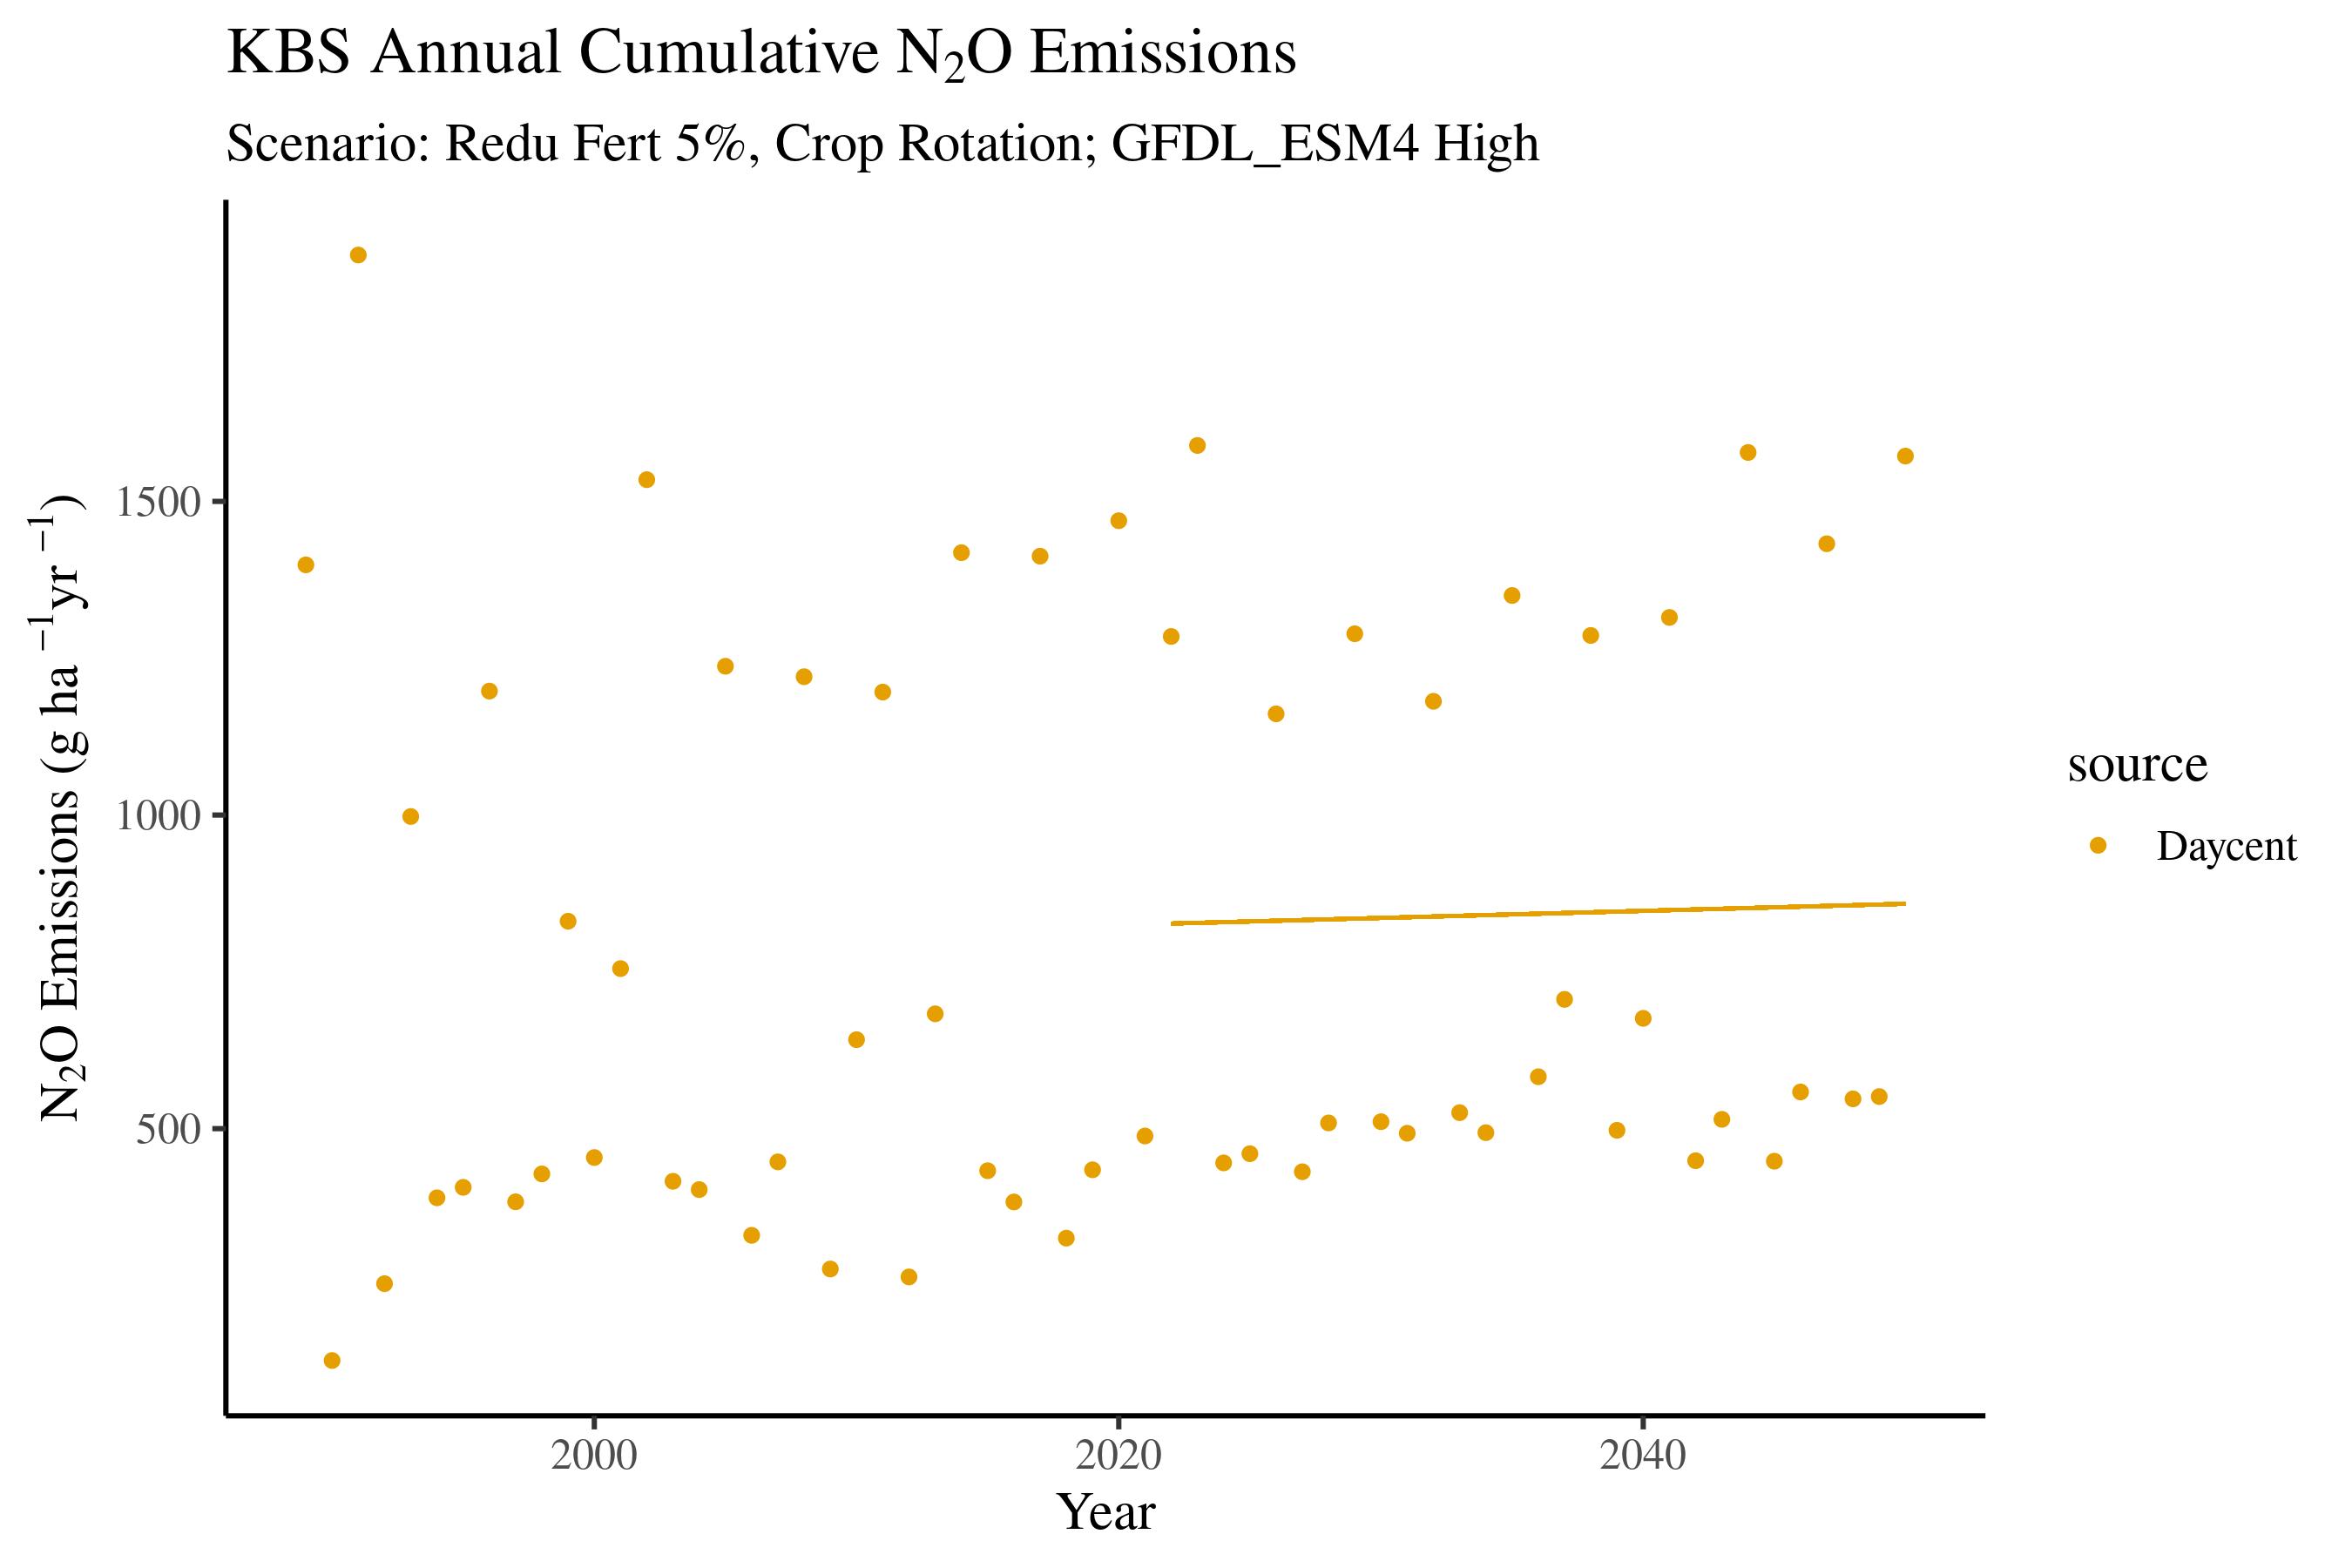 KBS Annual Cumulative N₂O Emissions
Scenario: Redu Fert 5%, Crop Rotation; GFDL_ESM4 High
N₂O Emissions (g ha⁻¹yr⁻¹)
1500
1000
500
2000
2020
2040
Year
source
Daycent